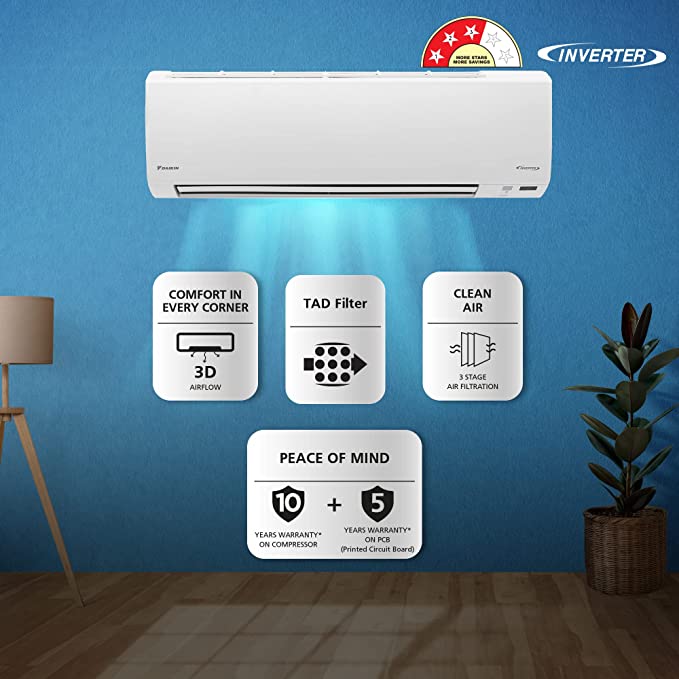 MORE STARS
MORE SAVINGS
INVERTER
DAIKIN
INVERTER
COMFORT IN
EVERY CORNER
3D
AIRFLOW
TAD Filter
CLEAN
AIR
3 STAGE
AIR FILTRATION
PEACE OF MIND
10
YEARS WARRANTY*
ON COMPRESSOR
+
5
YEARS WARRANTY*
ON PCB
(Printed Circuit Board)